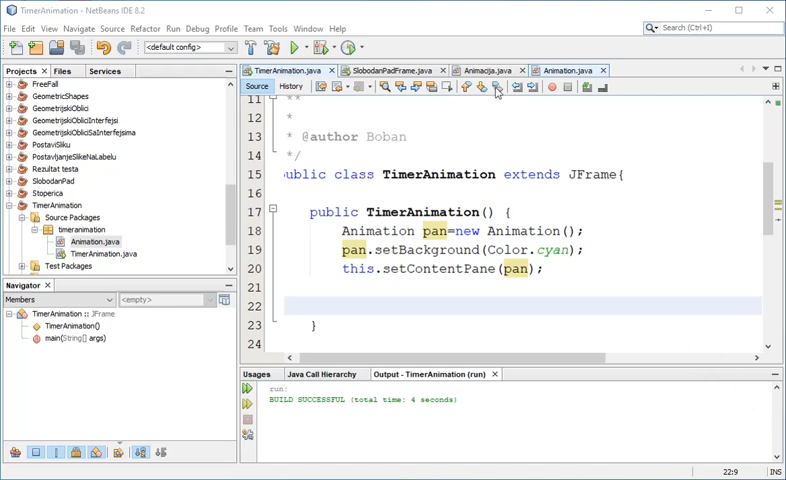 TimerAnimation - NetBeans IDE 8.2
File Edit View Navigate Source Refactor Run Debug Profile Team Tools Window Help
Search (Ctrl+I)
<default config>
Projects Files Services
TimerAnimation.java SlobodanPadFrame.java Animacija.java Animation.java
Source History
FreeFall
GeometricShapes
GeometrijskiOblici
GeometrijskiObliciInterfejsi
GeometrijskiObliciSaInterfejsima
PostaviSliku
PostavljanjeSlikeNaLabelu
Rezultat testa
SlobodanPad
Stoperica
TimerAnimation
Source Packages
timeranimation
Animation.java
TimerAnimation.java
Test Packages
11 **
12 *
13 * @author Boban
14 */
15 ublic class TimerAnimation extends JFrame{
16
17 public TimerAnimation() {
18 Animation pan=new Animation();
19 pan.setBackground(Color.cyan);
20 this.setContentPane(pan);
21
22
23 }
24
Navigator
Members <empty>
TimerAnimation :: JFrame
TimerAnimation()
main(String[] args)
Usages Java Call Hierarchy Output - TimerAnimation (run)
run:
BUILD SUCCESSFUL (total time: 4 seconds)
22:9 INS